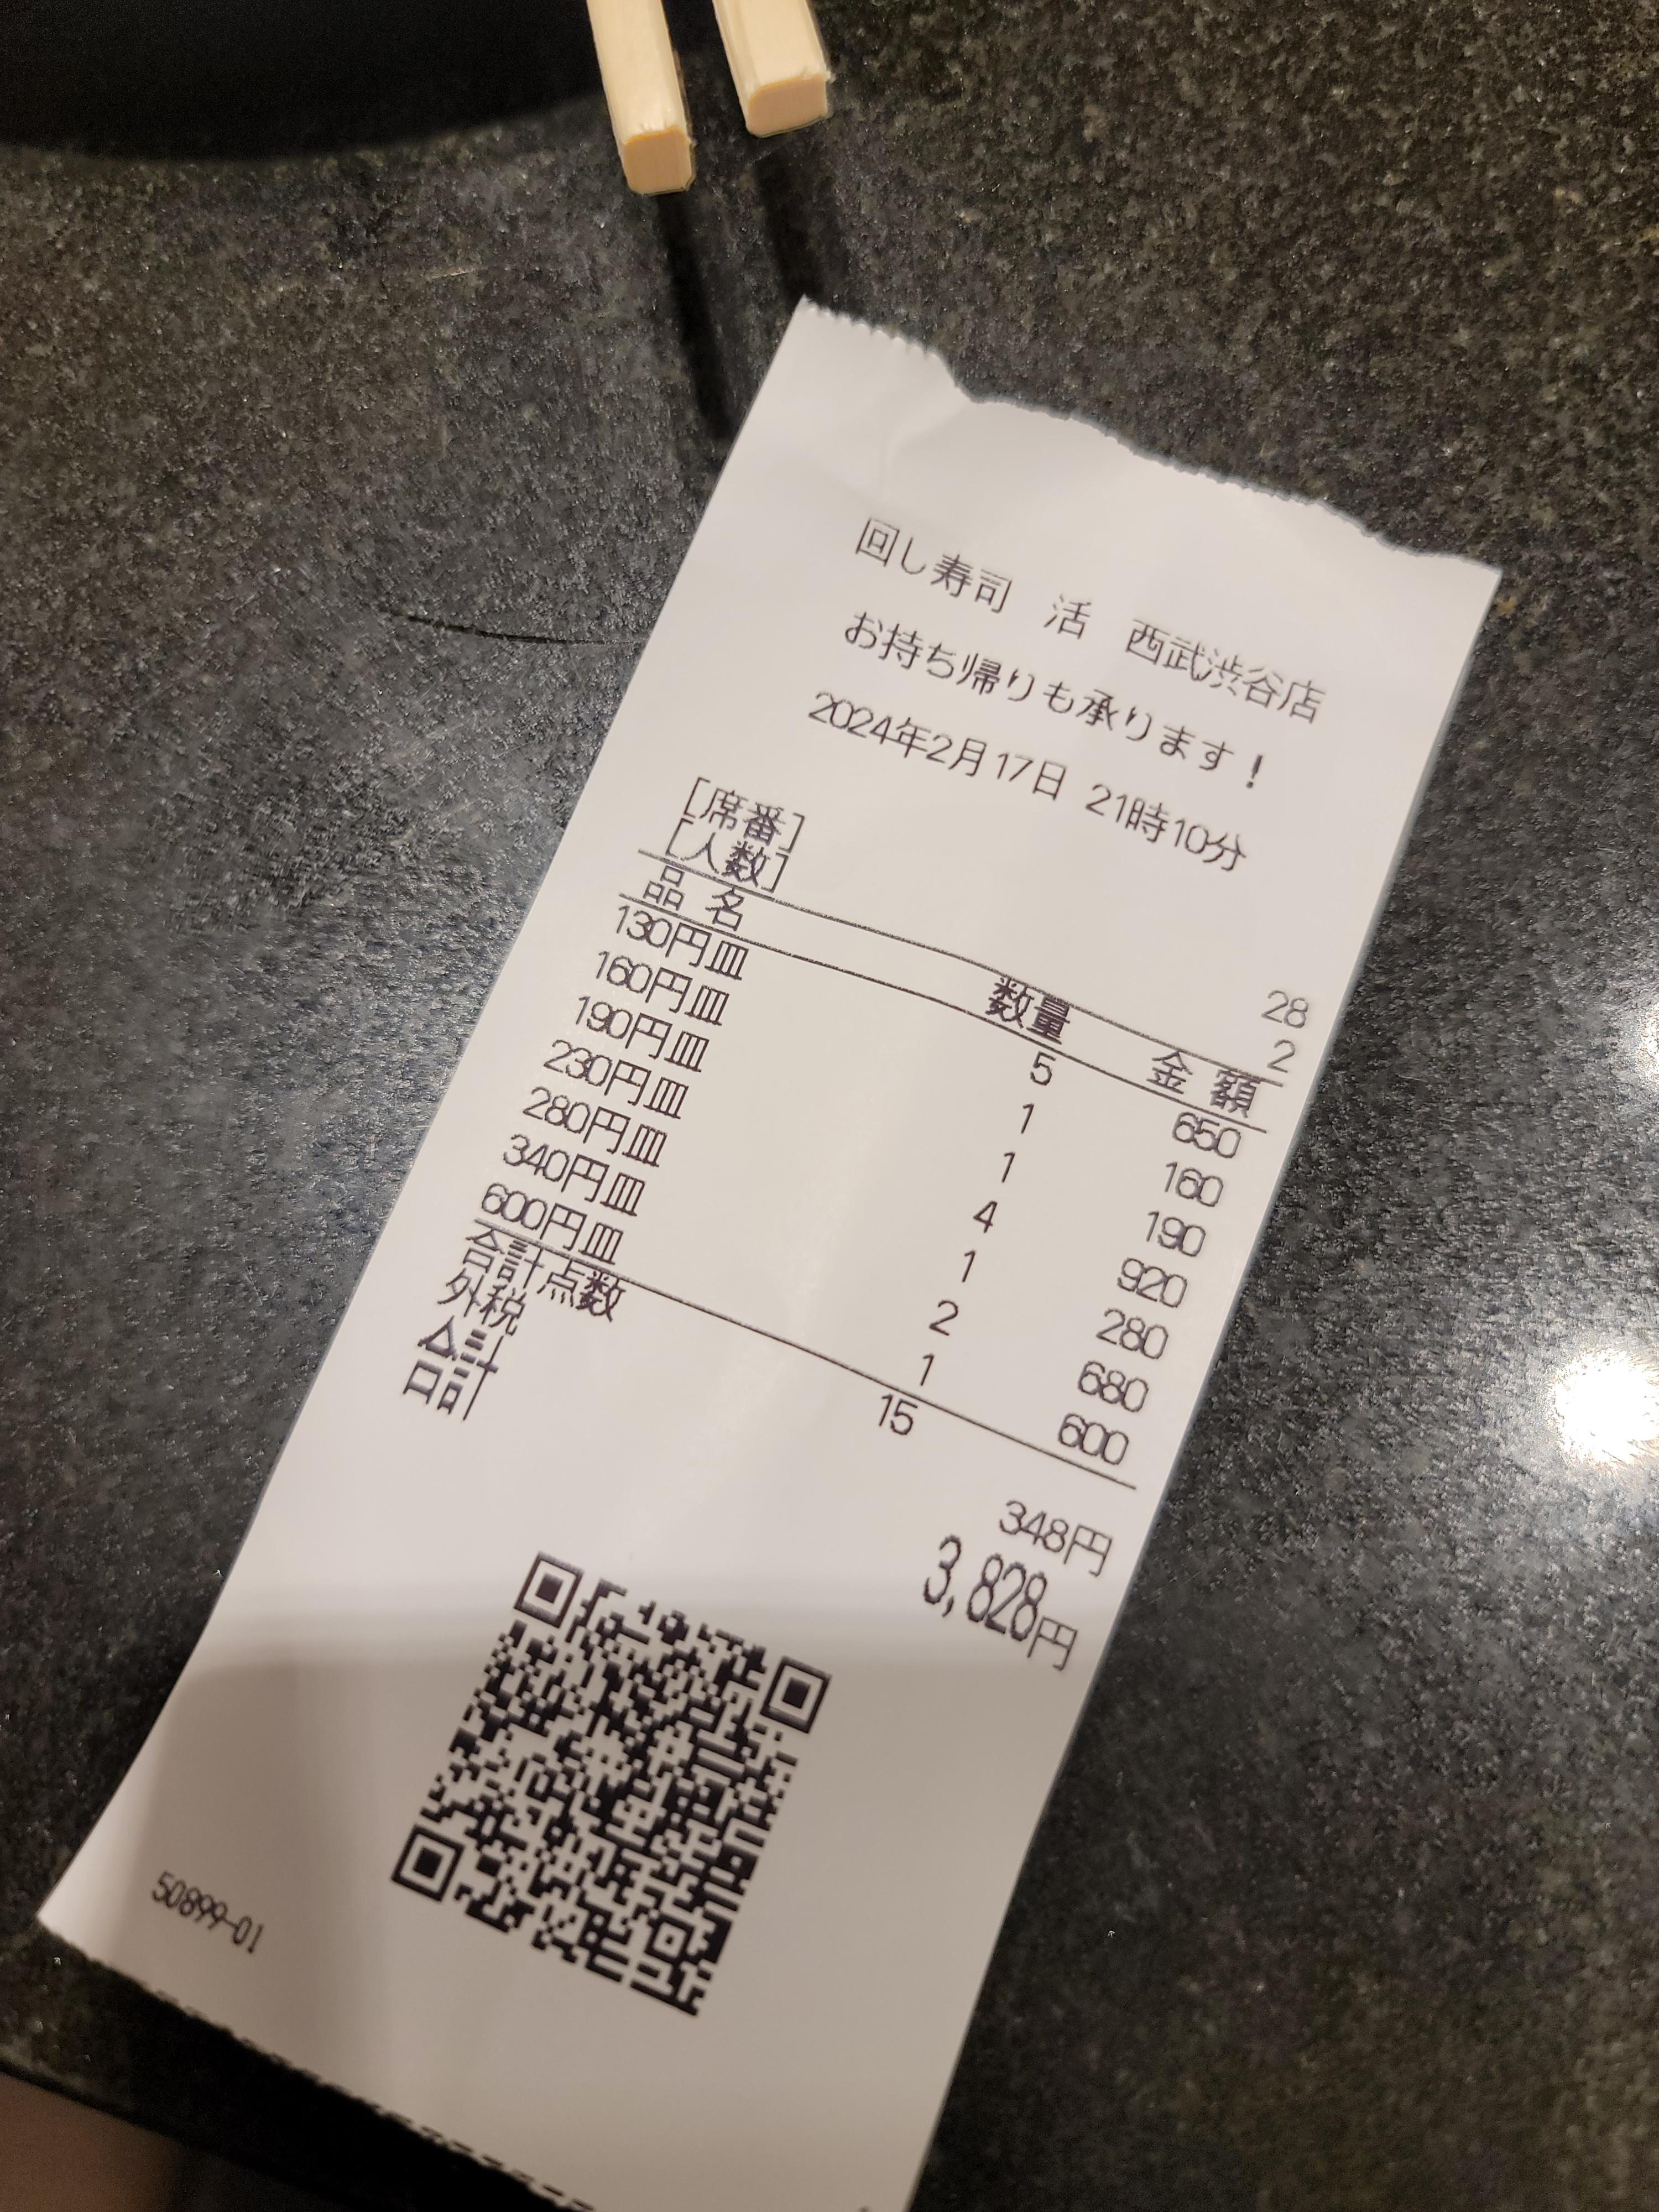 回し寿司 活 西武渋谷店
お持ち帰りも承ります！
2024年2月17日 21時10分
[席番] 28
[人数] 2
品 名 数量 金 額
130円皿 5 650
160円皿 1 160
190円皿 1 190
230円皿 4 920
280円皿 1 280
340円皿 2 680
600円皿 1 600
合計点数 15
外税 348円
合計 3,828円
50899-01